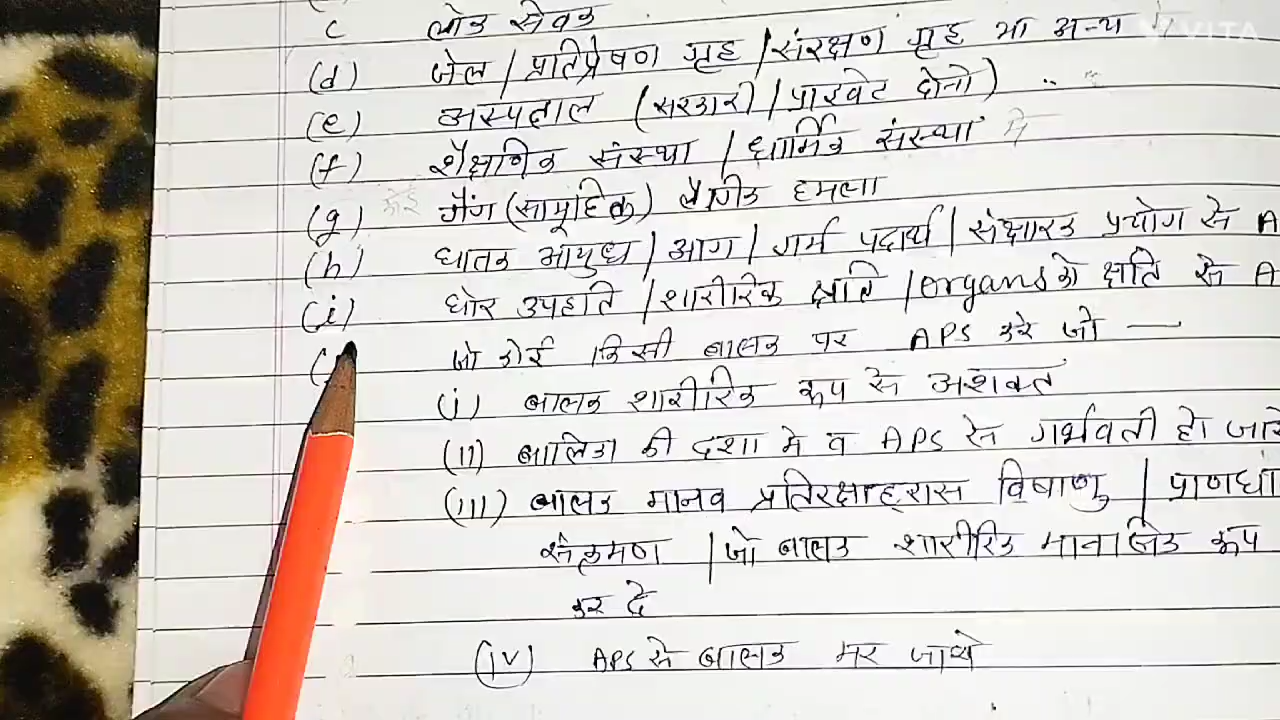 c लोक सेवक
VITA
(d) जेल / प्रतिप्रेषण गृह / संरक्षण गृह या अन्य
(e) अस्पताल (सरकारी / प्राइवेट दोनो)
(f) शैक्षणिक संस्था / धार्मिक संस्था में
(g) गैंग (सामूहिक) लैंगिक हमला
(h) घातक आयुध / आग / गर्म पदार्थ / संक्षारक प्रयोग से A
(i) घोर उपहति / शारीरिक क्षति / organs को क्षति से A
जो कोई किसी बालक पर APS करे जो —
(i) बालक शारीरिक रूप से अशक्त
(ii) बालिका की दशा मे व APS से गर्भवती हो जाये
(iii) बालक मानव प्रतिरक्षाह्रास विषाणु / प्राणघा
संक्रमण / जो बालक शारीरिक मानसिक रूप
कर दे
(iv) APS से बालक मर जाये